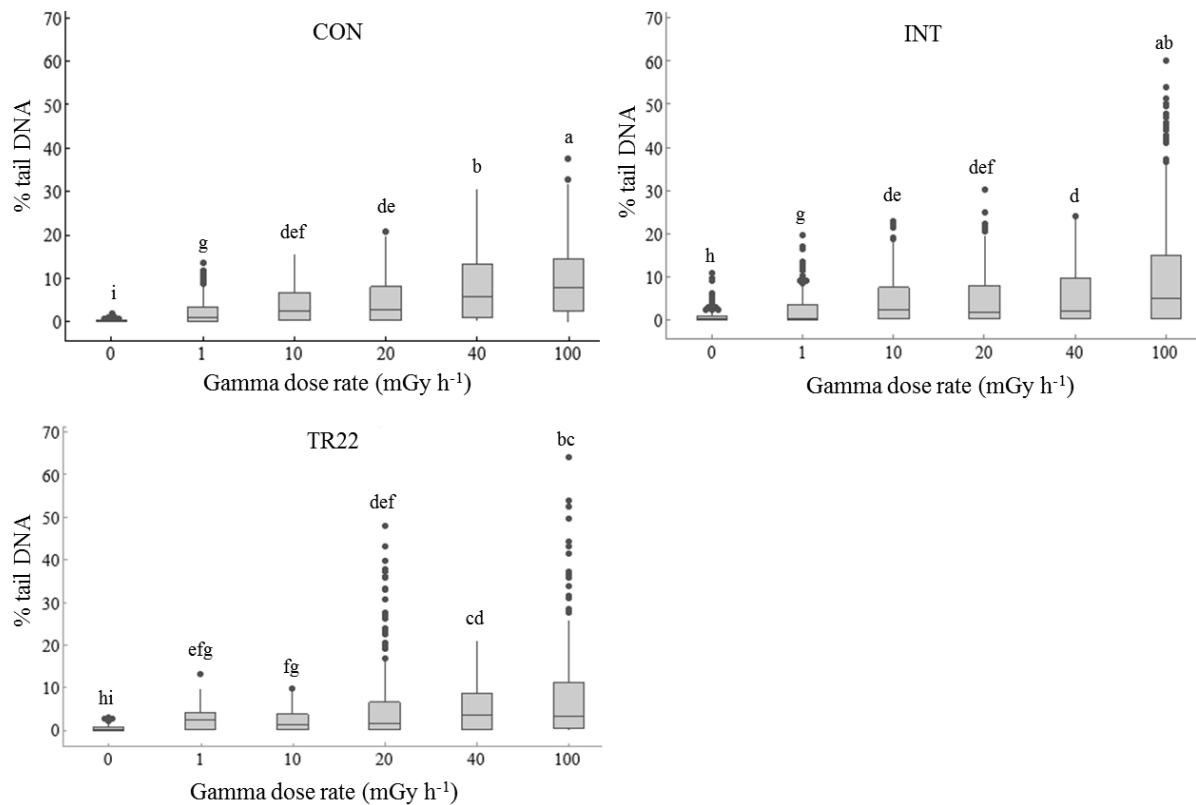 CON
% tail DNA
70
60
50
40
30
20
10
0
i
g
def
de
b
a
0 1 10 20 40 100
Gamma dose rate (mGy h⁻¹)
INT
% tail DNA
70
60
50
40
30
20
10
0
h
g
de
def
d
ab
0 1 10 20 40 100
Gamma dose rate (mGy h⁻¹)
TR22
% tail DNA
70
60
50
40
30
20
10
0
hi
efg
fg
def
cd
bc
0 1 10 20 40 100
Gamma dose rate (mGy h⁻¹)